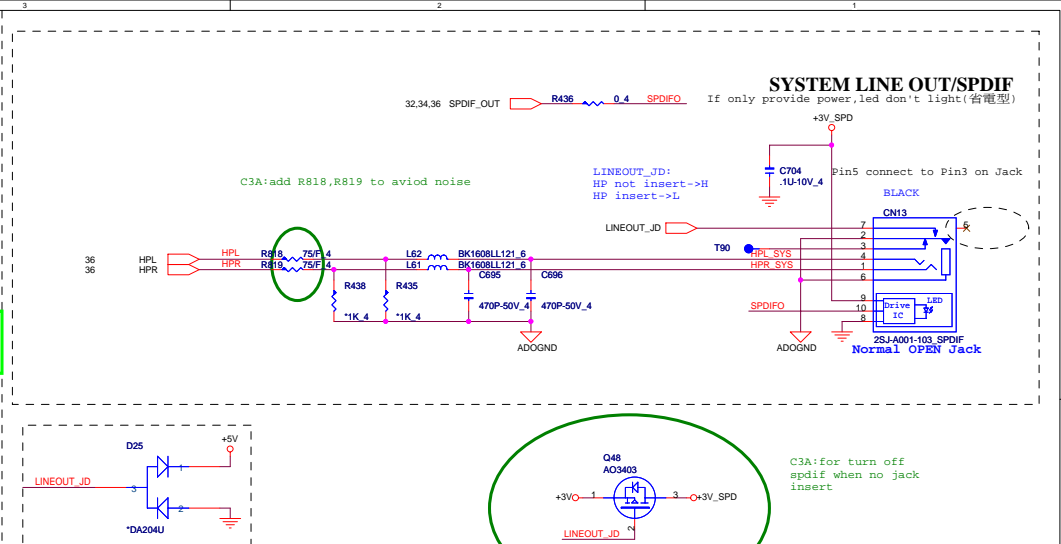 3
2
1
SYSTEM LINE OUT/SPDIF
If only provide power,led don't light(省電型)
32,34,36 SPDIF_OUT
R436
0_4
SPDIFO
+3V_SPD
C704
.1U-10V_4
Pin5 connect to Pin3 on Jack
C3A:add R818,R819 to aviod noise
LINEOUT_JD:
HP not insert->H
HP insert->L
BLACK
CN13
LINEOUT_JD
T90
7
2
3
4
1
6
5
36 HPL
36 HPR
HPL
HPR
R818 75/F_4
R819 75/F_4
L62 BK1608LL121_6
L61 BK1608LL121_6
HPL_SYS
HPR_SYS
R438
*1K_4
R435
*1K_4
C695
470P-50V_4
C696
470P-50V_4
ADOGND
SPDIFO
9
10
8
Drive
IC
LED
ADOGND
2SJ-A001-103_SPDIF
Normal OPEN Jack
D25
+5V
LINEOUT_JD
3
1
2
*DA204U
Q48
AO3403
+3V
1
3
+3V_SPD
2
LINEOUT_JD
C3A:for turn off
spdif when no jack
insert